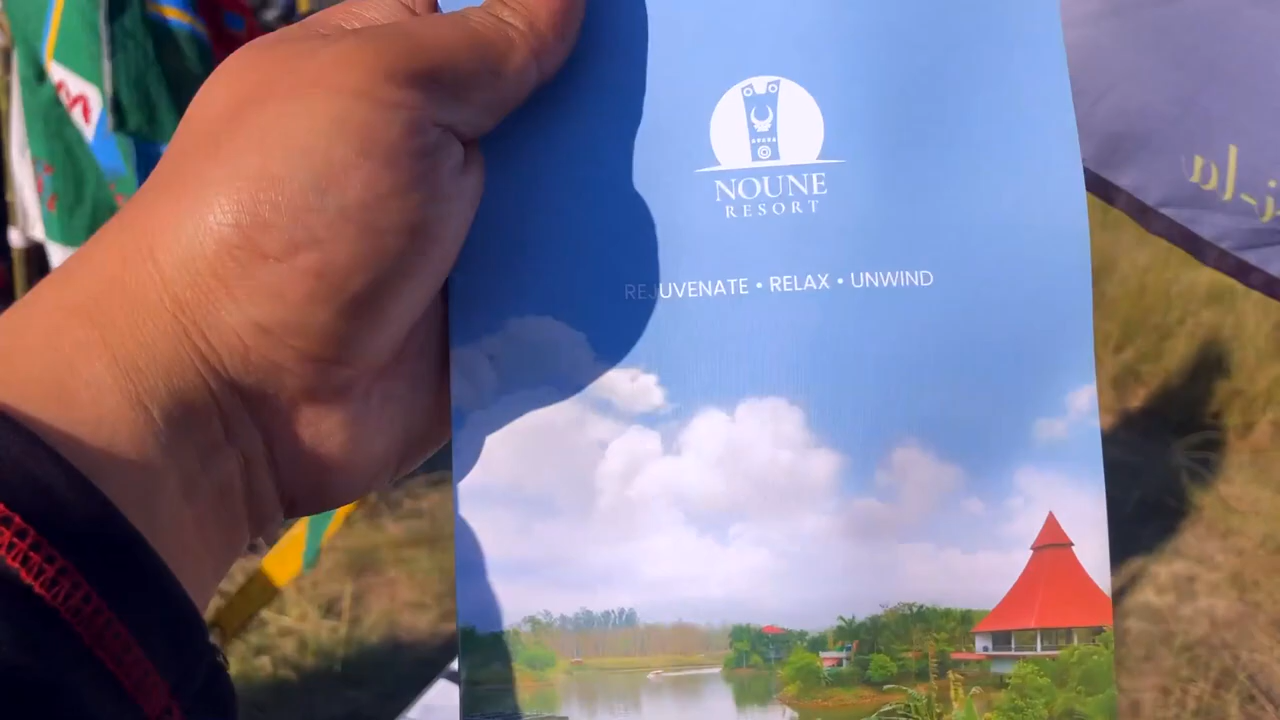 NOUNE
RESORT
REJUVENATE • RELAX • UNWIND